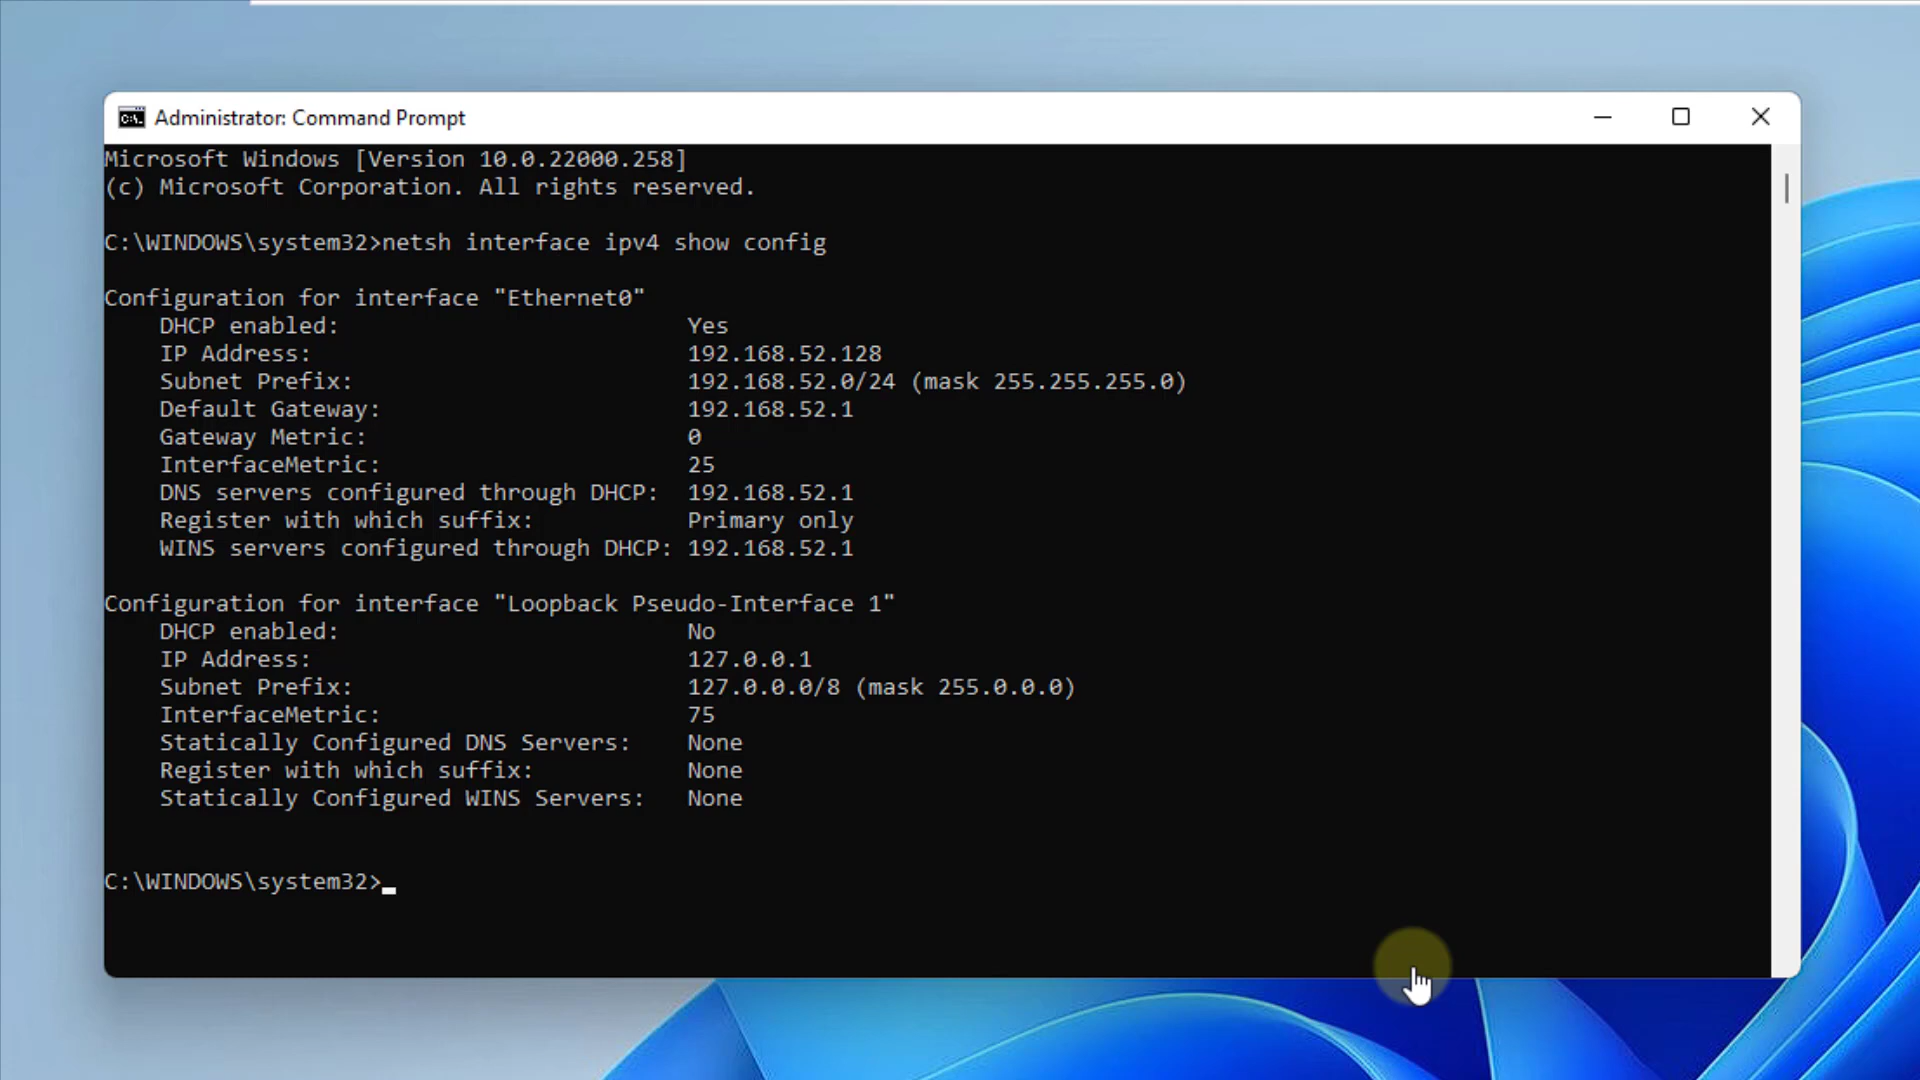 Administrator: Command Prompt
Microsoft Windows [Version 10.0.22000.258]
(c) Microsoft Corporation. All rights reserved.
C:\WINDOWS\system32>netsh interface ipv4 show config
Configuration for interface "Ethernet0"
DHCP enabled: Yes
IP Address: 192.168.52.128
Subnet Prefix: 192.168.52.0/24 (mask 255.255.255.0)
Default Gateway: 192.168.52.1
Gateway Metric: 0
InterfaceMetric: 25
DNS servers configured through DHCP: 192.168.52.1
Register with which suffix: Primary only
WINS servers configured through DHCP: 192.168.52.1
Configuration for interface "Loopback Pseudo-Interface 1"
DHCP enabled: No
IP Address: 127.0.0.1
Subnet Prefix: 127.0.0.0/8 (mask 255.0.0.0)
InterfaceMetric: 75
Statically Configured DNS Servers: None
Register with which suffix: None
Statically Configured WINS Servers: None
C:\WINDOWS\system32>